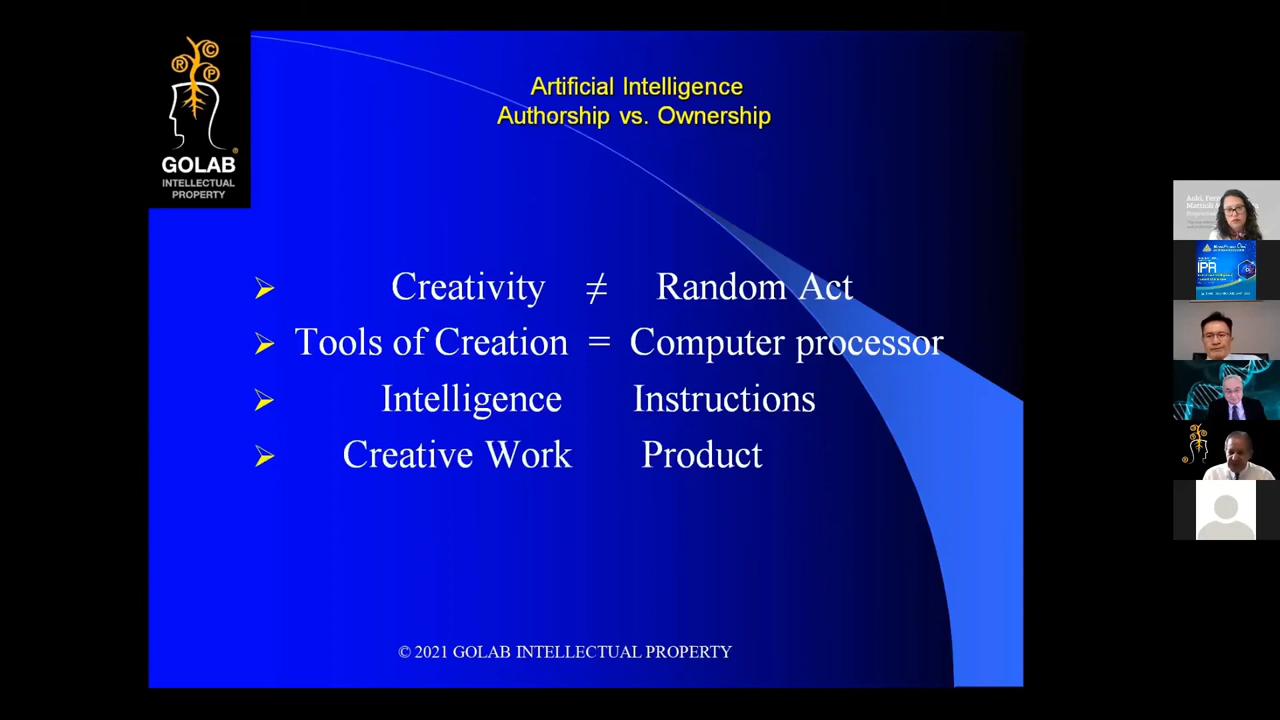 R
C
P
GOLAB
INTELLECTUAL
PROPERTY
Artificial Intelligence
Authorship vs. Ownership
Creativity ≠ Random Act
Tools of Creation = Computer processor
Intelligence Instructions
Creative Work Product
© 2021 GOLAB INTELLECTUAL PROPERTY
Mattioli
IPR